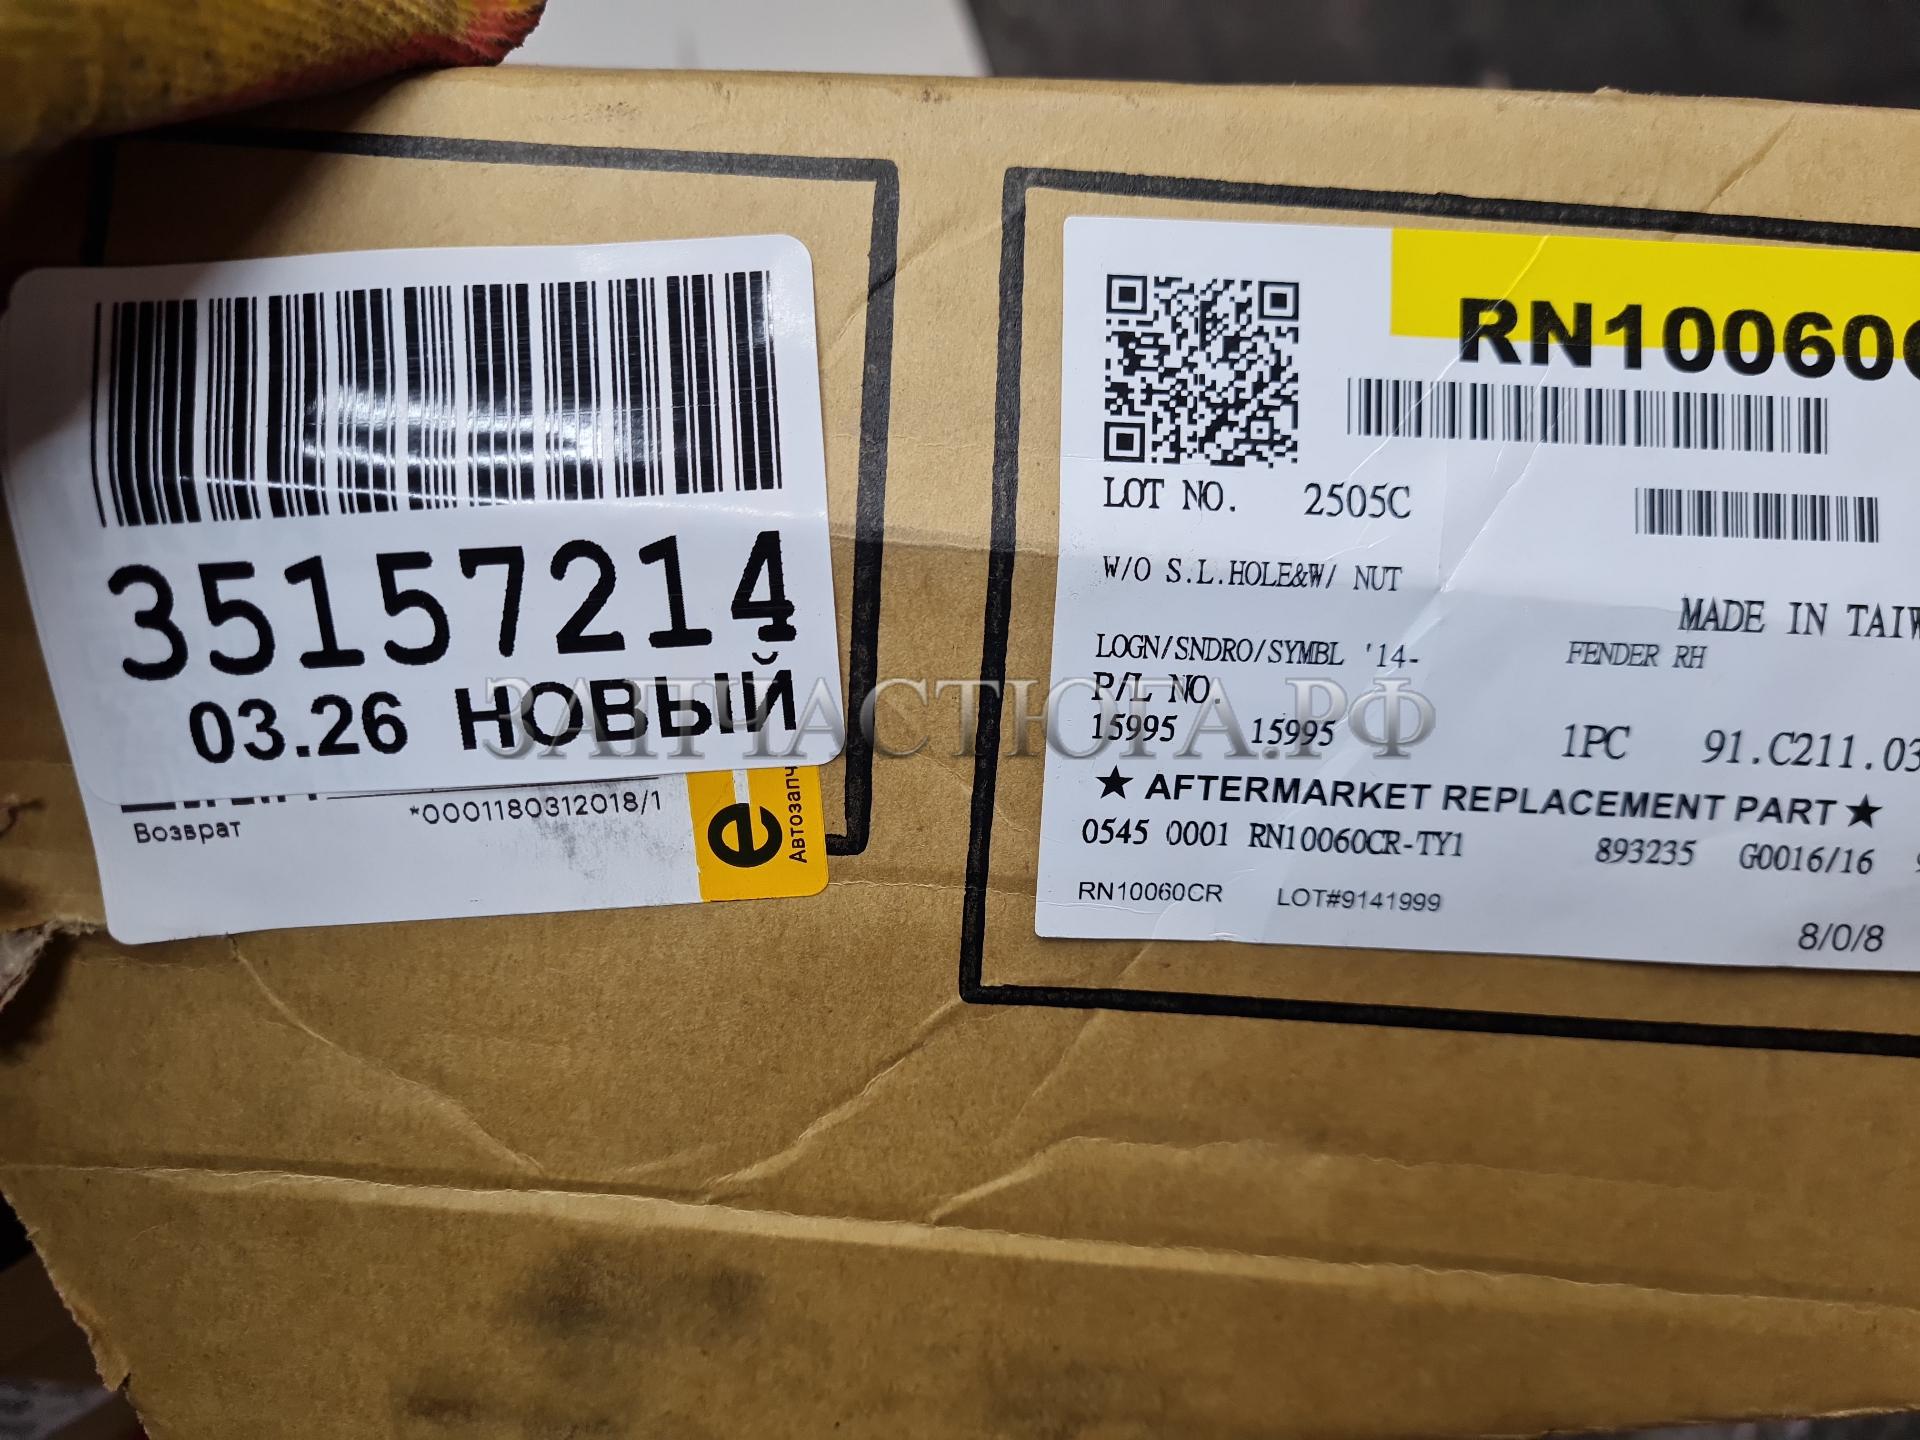 35157214
03.26 НОВЫЙ
*0001180312018/1
Возврат
e
Автозапч
RN10060
LOT NO. 2505C
W/O S.L.HOLE&W/ NUT
MADE IN TAIW
LOGN/SNDRO/SYMBL '14-
FENDER RH
P/L NO.
15995 15995
1PC 91.C211.03
★ AFTERMARKET REPLACEMENT PART ★
0545 0001 RN10060CR-TY1 893235 G0016/16
RN10060CR LOT#9141999
8/0/8
ЗАПЧАСТЮГА.РФ